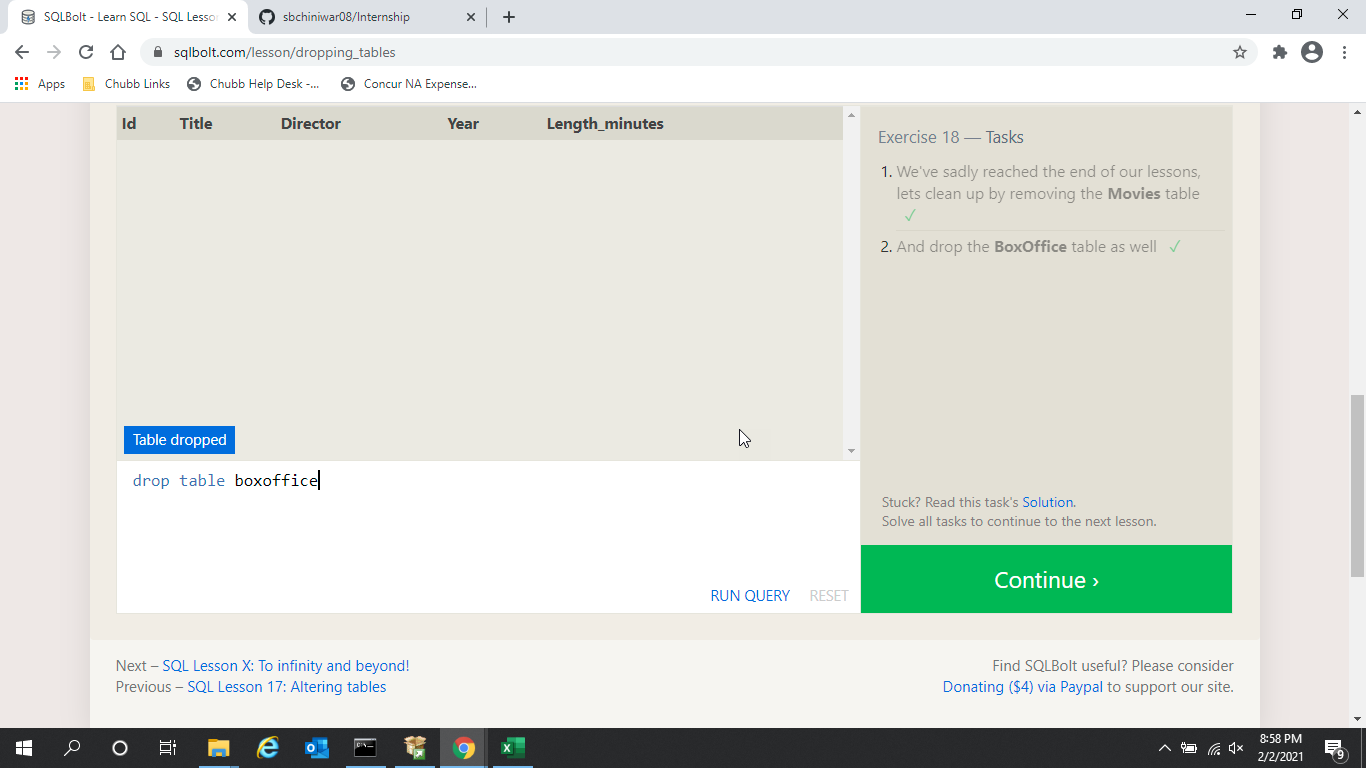 SQLBolt - Learn SQL - SQL Lesson
sbchiniwar08/Internship
sqlbolt.com/lesson/dropping_tables
Apps
Chubb Links
Chubb Help Desk -...
Concur NA Expense...
Id Title Director Year Length_minutes
Exercise 18 — Tasks
1. We've sadly reached the end of our lessons,
lets clean up by removing the Movies table
✓
2. And drop the BoxOffice table as well ✓
Table dropped
drop table boxoffice
RUN QUERY RESET
Stuck? Read this task's Solution.
Solve all tasks to continue to the next lesson.
Continue ›
Next – SQL Lesson X: To infinity and beyond!
Previous – SQL Lesson 17: Altering tables
Find SQLBolt useful? Please consider
Donating ($4) via Paypal to support our site.
8:58 PM
2/2/2021
9